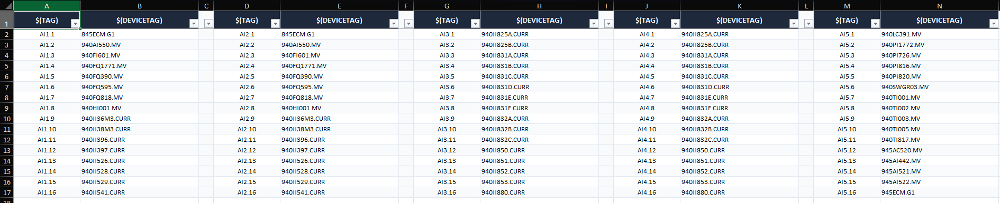 A B C D E F G H I J K L M N
1 $(TAG) $(DEVICETAG) $(TAG) $(DEVICETAG) $(TAG) $(DEVICETAG) $(TAG) $(DEVICETAG) $(TAG) $(DEVICETAG)
2 AI1.1 845ECM.G1 AI2.1 845ECM.G1 AI3.1 940II825A.CURR AI4.1 940II825A.CURR AI5.1 940LC391.MV
3 AI1.2 940AI550.MV AI2.2 940AI550.MV AI3.2 940II825B.CURR AI4.2 940II825B.CURR AI5.2 940PI1772.MV
4 AI1.3 940FI601.MV AI2.3 940FI601.MV AI3.3 940II831A.CURR AI4.3 940II831A.CURR AI5.3 940PI726.MV
5 AI1.4 940FQ1771.MV AI2.4 940FQ1771.MV AI3.4 940II831B.CURR AI4.4 940II831B.CURR AI5.4 940PI816.MV
6 AI1.5 940FQ390.MV AI2.5 940FQ390.MV AI3.5 940II831C.CURR AI4.5 940II831C.CURR AI5.5 940PI820.MV
7 AI1.6 940FQ595.MV AI2.6 940FQ595.MV AI3.6 940II831D.CURR AI4.6 940II831D.CURR AI5.6 940SWGR03.MV
8 AI1.7 940FQ818.MV AI2.7 940FQ818.MV AI3.7 940II831E.CURR AI4.7 940II831E.CURR AI5.7 940TI001.MV
9 AI1.8 940HI001.MV AI2.8 940HI001.MV AI3.8 940II831F.CURR AI4.8 940II831F.CURR AI5.8 940TI002.MV
10 AI1.9 940II36M3.CURR AI2.9 940II36M3.CURR AI3.9 940II832A.CURR AI4.9 940II832A.CURR AI5.9 940TI003.MV
11 AI1.10 940II38M3.CURR AI2.10 940II38M3.CURR AI3.10 940II832B.CURR AI4.10 940II832B.CURR AI5.10 940TI005.MV
12 AI1.11 940II396.CURR AI2.11 940II396.CURR AI3.11 940II832C.CURR AI4.11 940II832C.CURR AI5.11 940TI817.MV
13 AI1.12 940II397.CURR AI2.12 940II397.CURR AI3.12 940II850.CURR AI4.12 940II850.CURR AI5.12 945AC520.MV
14 AI1.13 940II526.CURR AI2.13 940II526.CURR AI3.13 940II851.CURR AI4.13 940II851.CURR AI5.13 945AI442.MV
15 AI1.14 940II528.CURR AI2.14 940II528.CURR AI3.14 940II852.CURR AI4.14 940II852.CURR AI5.14 945AI521.MV
16 AI1.15 940II529.CURR AI2.15 940II529.CURR AI3.15 940II853.CURR AI4.15 940II853.CURR AI5.15 945AI522.MV
17 AI1.16 940II541.CURR AI2.16 940II541.CURR AI3.16 940II880.CURR AI4.16 940II880.CURR AI5.16 945ECM.G1